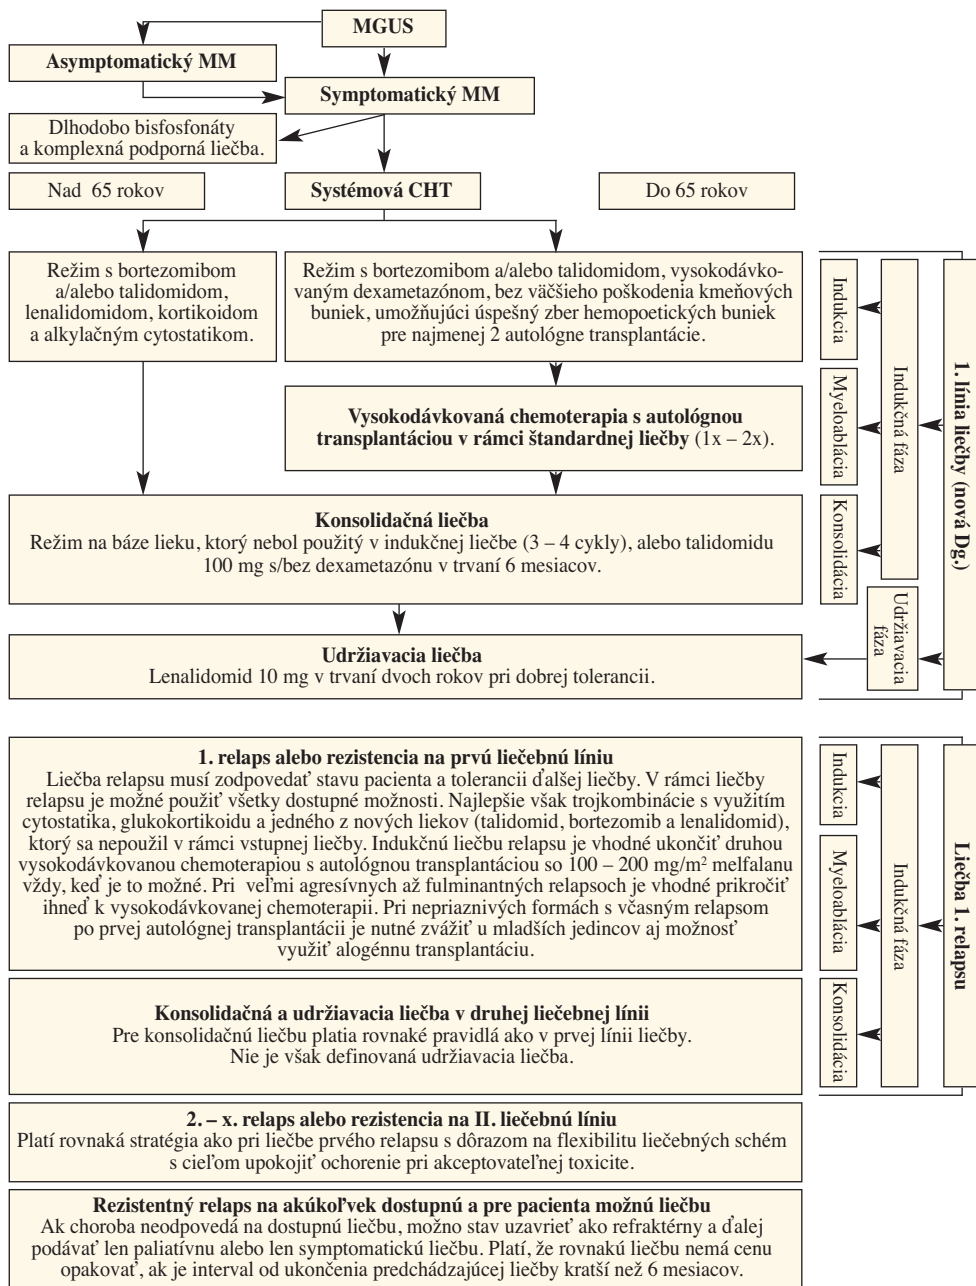 MGUS
Asymptomatický MM
Symptomatický MM
Dlhodobo bisfosfonáty
a komplexná podporná liečba.
Nad 65 rokov
Systémová CHT
Do 65 rokov
Režim s bortezomibom
a/alebo talidomidom,
lenalidomidom, kortikoidom
a alkylačným cytostatikom.
Režim s bortezomibom a/alebo talidomidom, vysokodávko-
vaným dexametazónom, bez väčšieho poškodenia kmeňových
buniek, umožňujúci úspešný zber hemopoetických buniek
pre najmenej 2 autológne transplantácie.
Vysokodávkovaná chemoterapia s autológnou
transplantáciou v rámci štandardnej liečby (1x – 2x).
Konsolidačná liečba
Režim na báze lieku, ktorý nebol použitý v indukčnej liečbe (3 – 4 cykly), alebo talidomidu
100 mg s/bez dexametazónu v trvaní 6 mesiacov.
Udržiavacia liečba
Lenalidomid 10 mg v trvaní dvoch rokov pri dobrej tolerancii.
Indukcia
Myeloablácia
Konsolidácia
Indukčná fáza
Udržiavacia
fáza
1. línia liečby (nová Dg.)
1. relaps alebo rezistencia na prvú liečebnú líniu
Liečba relapsu musí zodpovedať stavu pacienta a tolerancii ďalšej liečby. V rámci liečby
relapsu je možné použiť všetky dostupné možnosti. Najlepšie však trojkombinácie s využitím
cytostatika, glukokortikoidu a jedného z nových liekov (talidomid, bortezomib a lenalidomid),
ktorý sa nepoužil v rámci vstupnej liečby. Indukčnú liečbu relapsu je vhodné ukončiť druhou
vysokodávkovanou chemoterapiou s autológnou transplantáciou so 100 – 200 mg/m² melfalanu
vždy, keď je to možné. Pri veľmi agresívnych až fulminantných relapsoch je vhodné prikročiť
ihneď k vysokodávkovanej chemoterapii. Pri nepriaznivých formách s včasným relapsom
po prvej autológnej transplantácii je nutné zvážiť u mladších jedincov aj možnosť
využiť alogénnu transplantáciu.
Konsolidačná a udržiavacia liečba v druhej liečebnej línii
Pre konsolidačnú liečbu platia rovnaké pravidlá ako v prvej línii liečby.
Nie je však definovaná udržiavacia liečba.
Indukcia
Myeloablácia
Konsolidácia
Indukčná fáza
Liečba 1. relapsu
2. – x. relaps alebo rezistencia na II. liečebnú líniu
Platí rovnaká stratégia ako pri liečbe prvého relapsu s dôrazom na flexibilitu liečebných schém
s cieľom upokojiť ochorenie pri akceptovateľnej toxicite.
Rezistentný relaps na akúkoľvek dostupnú a pre pacienta možnú liečbu
Ak choroba neodpovedá na dostupnú liečbu, možno stav uzavrieť ako refraktérny a ďalej
podávať len paliatívnu alebo len symptomatickú liečbu. Platí, že rovnakú liečbu nemá cenu
opakovať, ak je interval od ukončenia predchádzajúcej liečby kratší než 6 mesiacov.